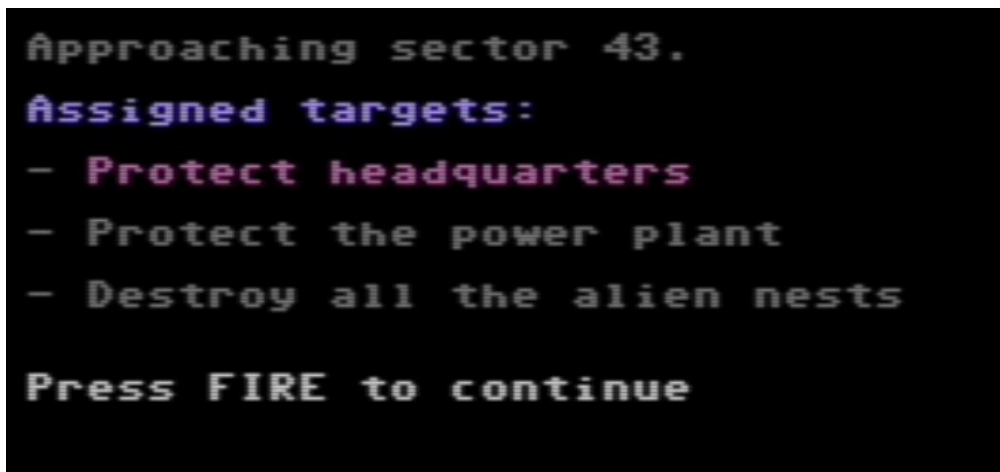 Approaching sector 43.
Assigned targets:
- Protect headquarters
- Protect the power plant
- Destroy all the alien nests
Press FIRE to continue